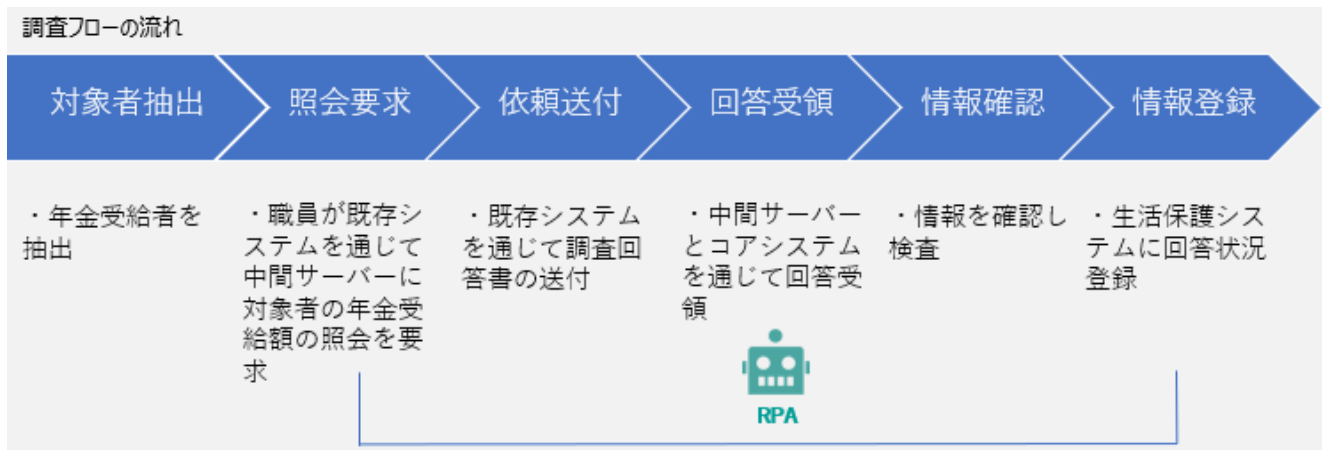 調査フローの流れ
対象者抽出
照会要求
依頼送付
回答受領
情報確認
情報登録
・年金受給者を
抽出
・職員が既存シ
ステムを通じて
中間サーバーに
対象者の年金受
給額の照会を要
求
・既存システム
を通じて調査回
答書の送付
・中間サーバー
とコアシステム
を通じて回答受
領
・情報を確認し
検査
・生活保護シス
テムに回答状況
登録
RPA